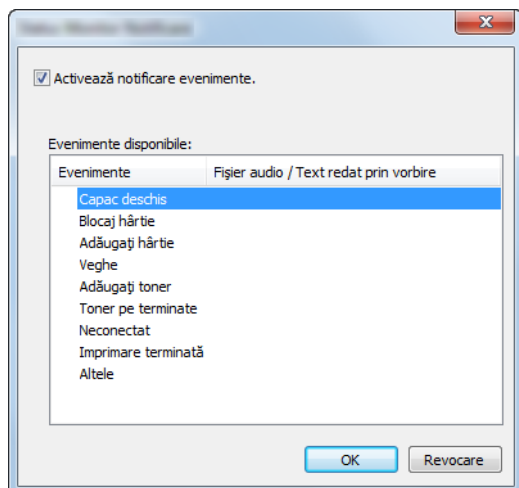 Activează notificare evenimente.
Evenimente disponibile:
Evenimente Fişier audio / Text redat prin vorbire
Capac deschis
Blocaj hârtie
Adăugaţi hârtie
Veghe
Adăugaţi toner
Toner pe terminate
Neconectat
Imprimare terminată
Altele
OK Revocare